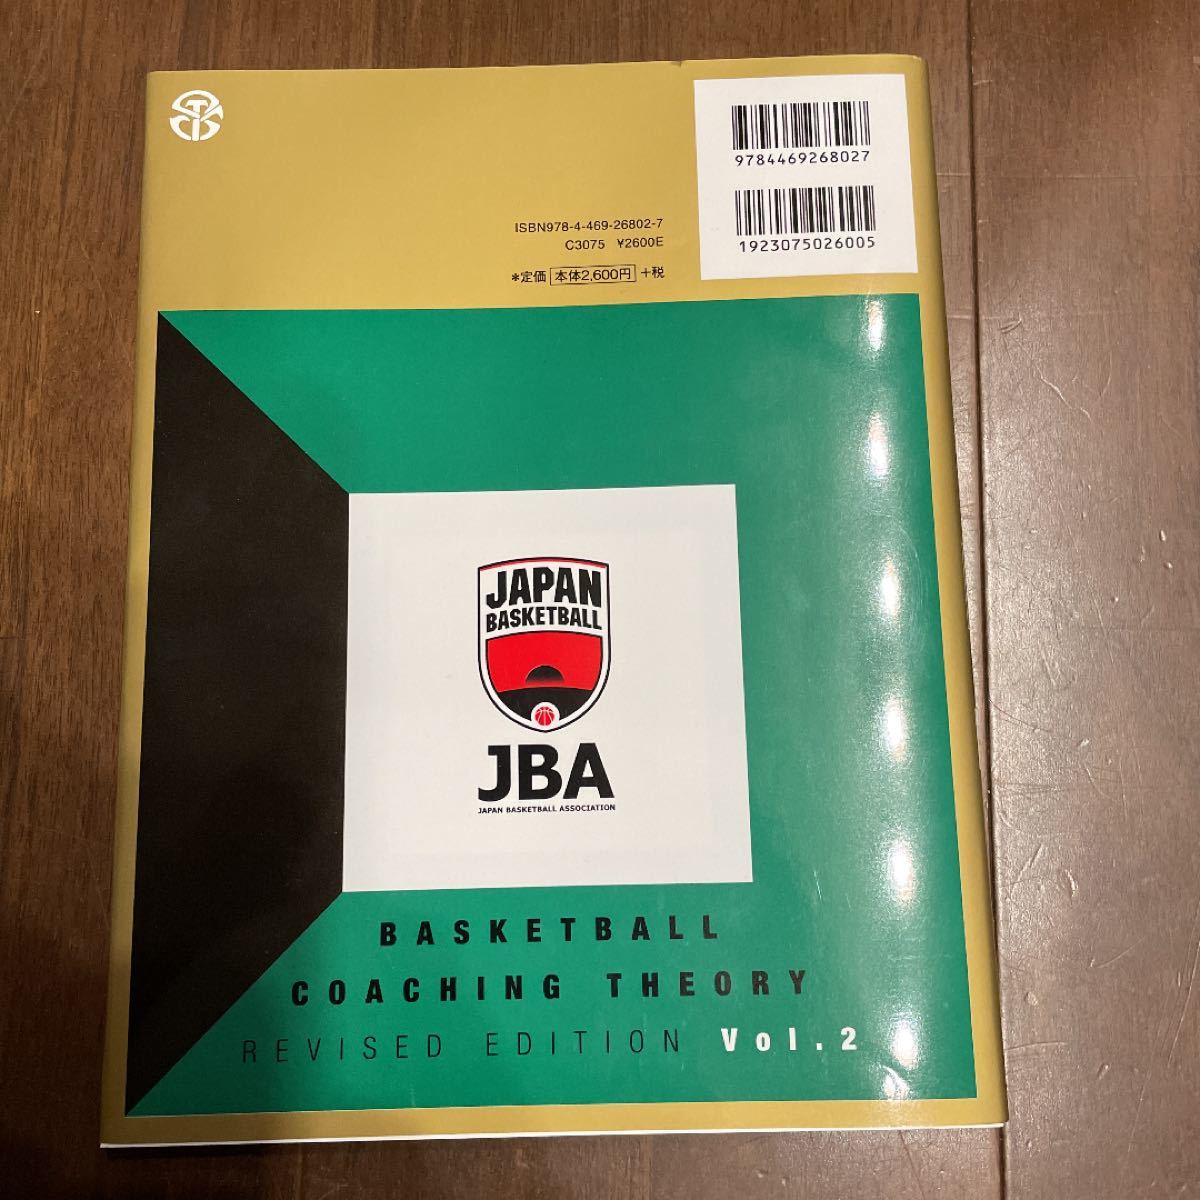 9784469268027
1923075026005
ISBN978-4-469-26802-7
C3075 ¥2600E
*定価 本体2,600円 +税
JAPAN
BASKETBALL
JBA
JAPAN BASKETBALL ASSOCIATION
BASKETBALL
COACHING THEORY
REVISED EDITION Vol.2